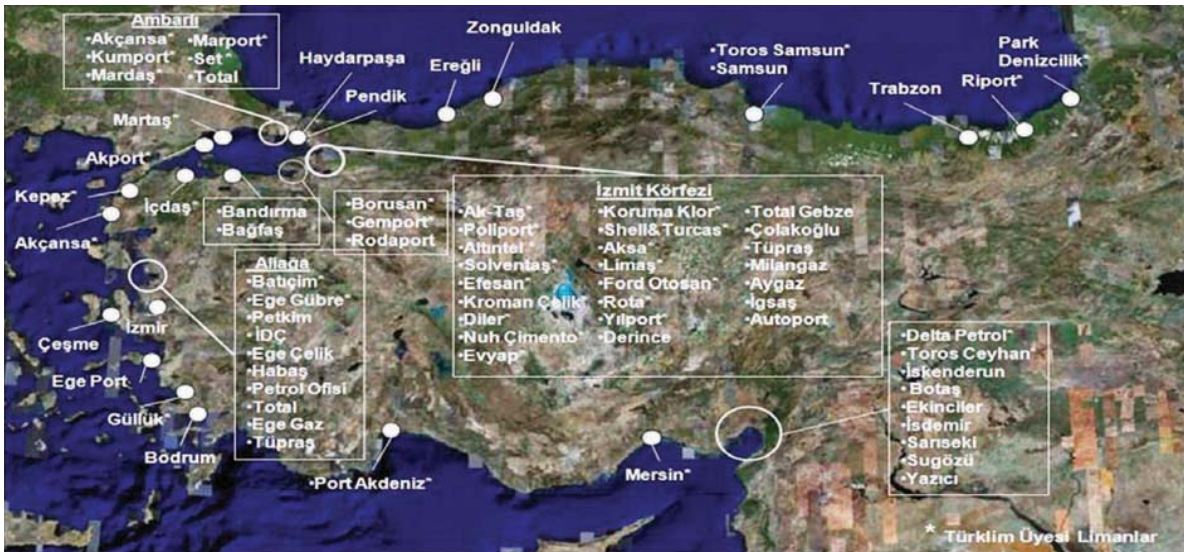 Ambarlı
•Akçansa* •Marport*
•Kumport* •Set*
•Mardaş* •Total
Zonguldak
Haydarpaşa
Ereğli
Pendik
•Toros Samsun*
•Samsun
Park
Denizcilik*
Riport*
Trabzon
Martaş*
Akport*
Kepez*
İçdaş*
Akçansa*
•Bandırma
•Bağfaş
•Borusan*
•Gemport*
•Rodaport
İzmit Körfezi
•Ak-Taş* •Koruma Klor* •Total Gebze
•Poliport* •Shell&Turcas* •Çolakoğlu
•Altıntel* •Aksa* •Tüpraş
•Solventaş* •Limaş* •Milangaz
•Efesan* •Ford Otosan* •Aygaz
•Kroman Çelik* •Rota* •İgsaş
•Diler* •Yılport* •Autoport
•Nuh Çimento* •Derince
•Evyap*
Aliağa
•Batıçim*
•Ege Gübre*
•Petkim
•İDÇ
•Ege Çelik
•Habaş
•Petrol Ofisi
•Total
•Ege Gaz
•Tüpraş
İzmir
Çeşme
Ege Port
Güllük*
Bodrum
•Port Akdeniz*
Mersin*
•Delta Petrol*
•Toros Ceyhan*
•İskenderun
•Botaş
•Ekinciler
•İsdemir
•Sarıseki
•Sugözü
•Yazıcı
* Türklim Üyesi Limanlar